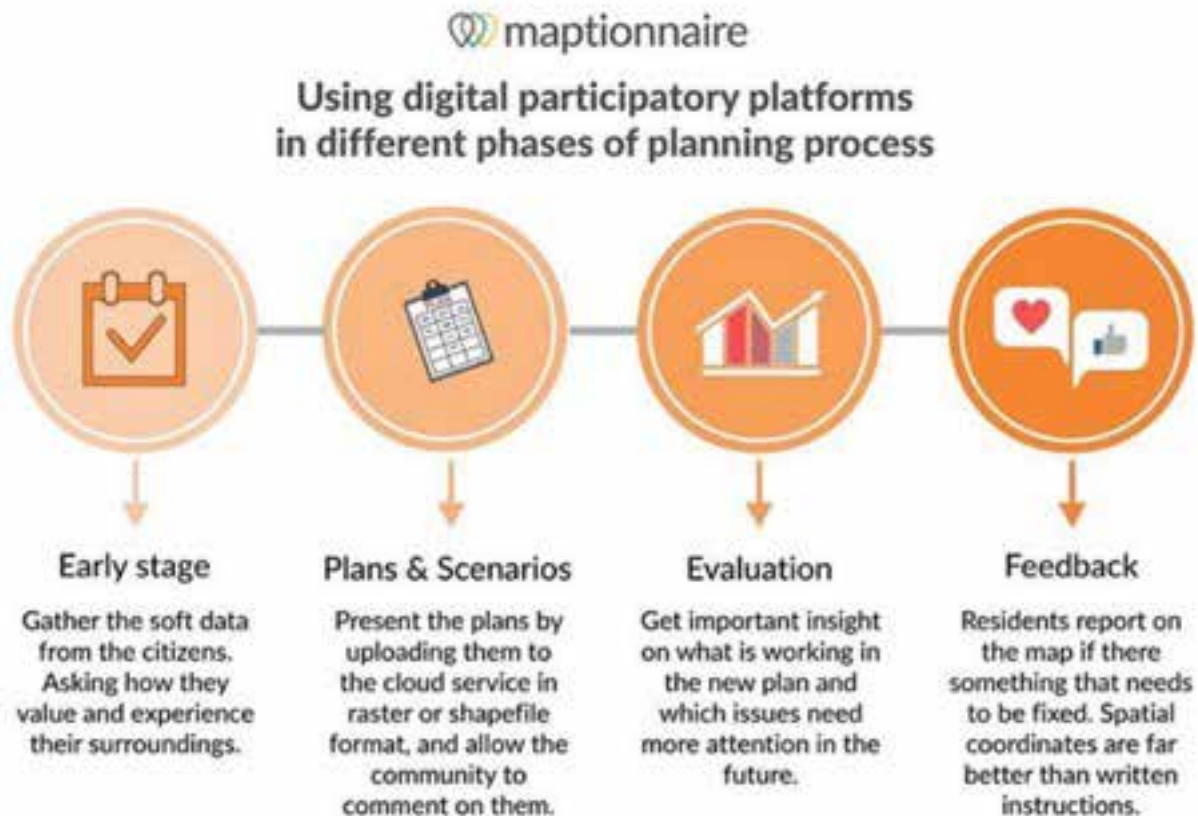 maptionnaire
Using digital participatory platforms
in different phases of planning process
Early stage
Gather the soft data
from the citizens.
Asking how they
value and experience
their surroundings.
Plans & Scenarios
Present the plans by
uploading them to
the cloud service in
raster or shapefile
format, and allow the
community to
comment on them.
Evaluation
Get important insight
on what is working in
the new plan and
which issues need
more attention in the
future.
Feedback
Residents report on
the map if there
something that needs
to be fixed. Spatial
coordinates are far
better than written
instructions.